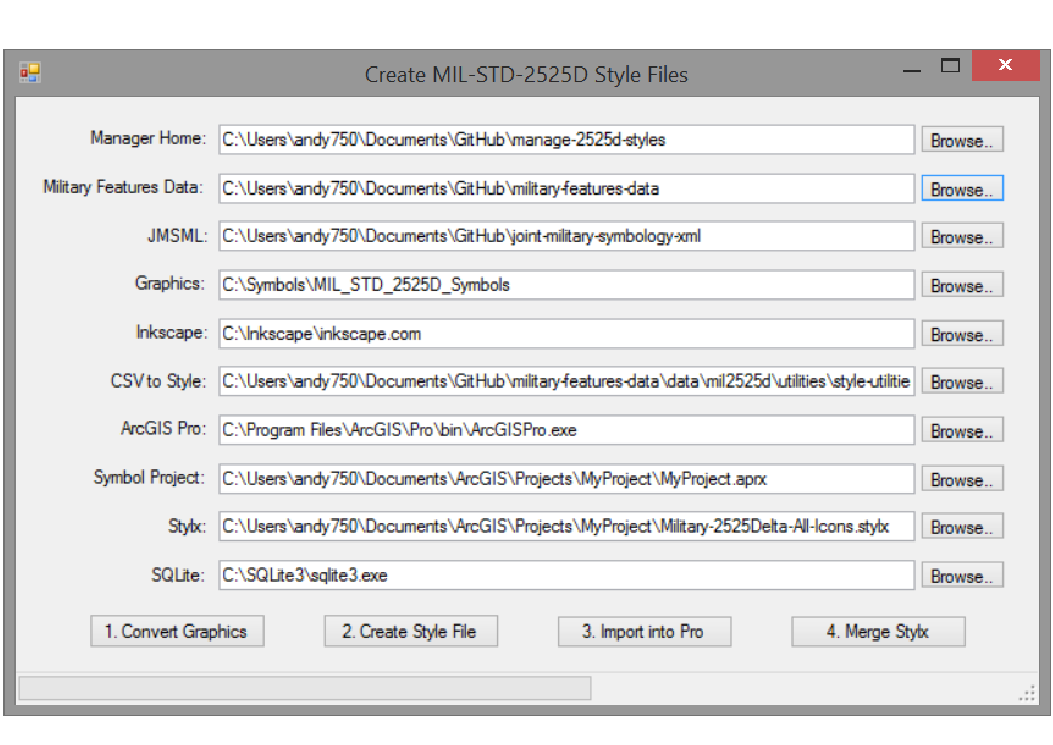 Create MIL-STD-2525D Style Files
Manager Home: C:\Users\andy750\Documents\GitHub\manage-2525d-styles Browse..
Military Features Data: C:\Users\andy750\Documents\GitHub\military-features-data Browse..
JMSML: C:\Users\andy750\Documents\GitHub\joint-military-symbology-xml Browse..
Graphics: C:\Symbols\MIL_STD_2525D_Symbols Browse..
Inkscape: C:\Inkscape\inkscape.com Browse..
CSV to Style: C:\Users\andy750\Documents\GitHub\military-features-data\data\mil2525d\utilities\style-utilitie Browse..
ArcGIS Pro: C:\Program Files\ArcGIS\Pro\bin\ArcGISPro.exe Browse..
Symbol Project: C:\Users\andy750\Documents\ArcGIS\Projects\MyProject\MyProject.aprx Browse..
Stylx: C:\Users\andy750\Documents\ArcGIS\Projects\MyProject\Military-2525Delta-All-Icons.stylx Browse..
SQLite: C:\SQLite3\sqlite3.exe Browse..
1. Convert Graphics 2. Create Style File 3. Import into Pro 4. Merge Stylx